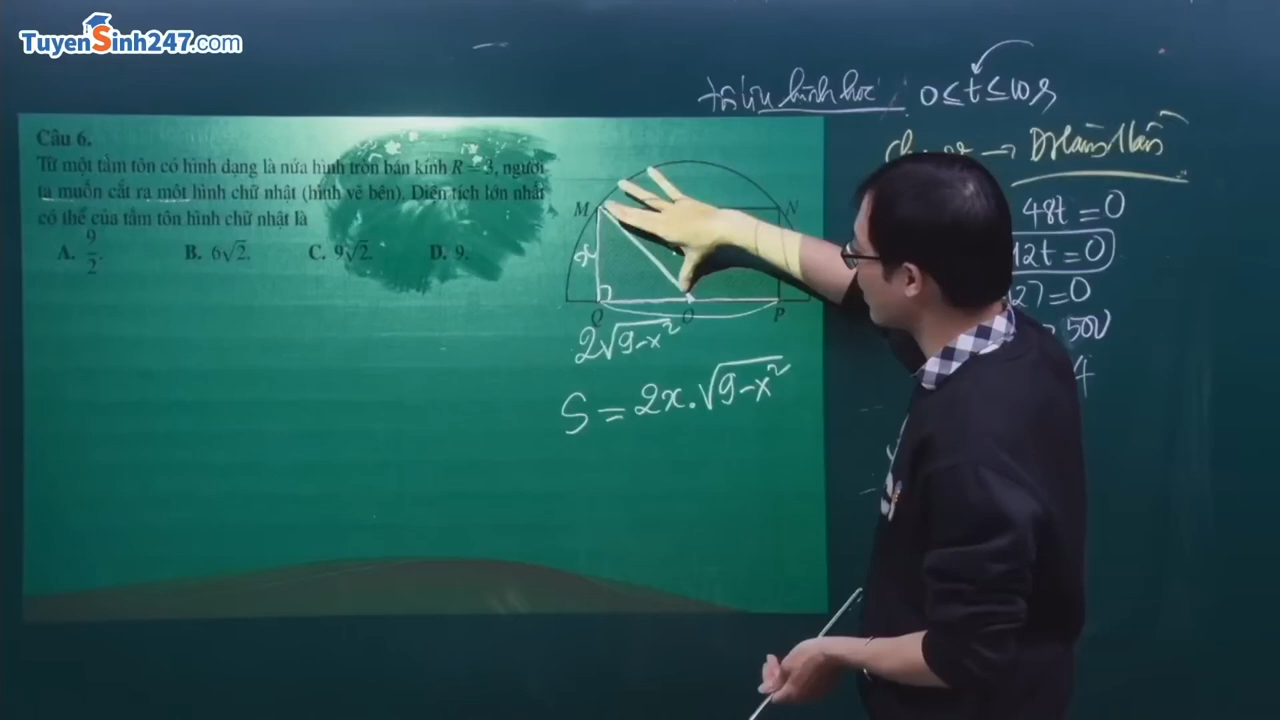 TuyenSinh247.com
0 ≤ t ≤ 10s
Câu 6.
Từ một tấm tôn có hình dạng là nửa hình tròn bán kính R = 3, người
ta muốn cắt ra một hình chữ nhật (hình vẽ bên). Diện tích lớn nhất
có thể của tấm tôn hình chữ nhật là
A. 9/2. B. 6√2. C. 9√2. D. 9.
M N
x
Q O P
2√9-x²
S = 2x.√9-x²
48t = 0
12t = 0
27 = 0